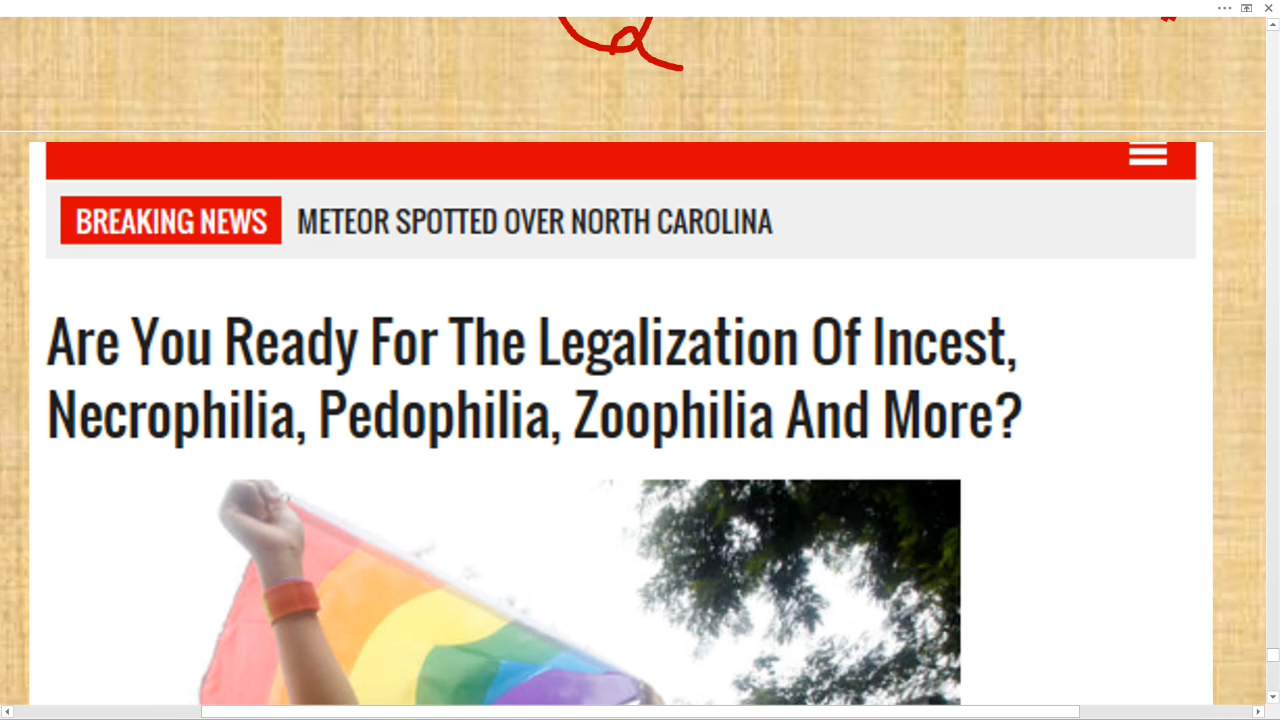 BREAKING NEWS METEOR SPOTTED OVER NORTH CAROLINA
Are You Ready For The Legalization Of Incest,
Necrophilia, Pedophilia, Zoophilia And More?